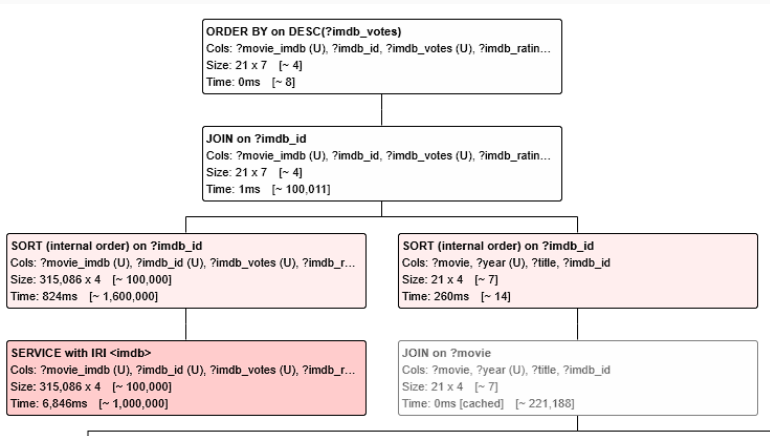 ORDER BY on DESC(?imdb_votes)
Cols: ?movie_imdb (U), ?imdb_id, ?imdb_votes (U), ?imdb_ratin...
Size: 21 x 7 [~ 4]
Time: 0ms [~ 8]
JOIN on ?imdb_id
Cols: ?movie_imdb (U), ?imdb_id, ?imdb_votes (U), ?imdb_ratin...
Size: 21 x 7 [~ 4]
Time: 1ms [~ 100,011]
SORT (internal order) on ?imdb_id
Cols: ?movie_imdb (U), ?imdb_id (U), ?imdb_votes (U), ?imdb_r...
Size: 315,086 x 4 [~ 100,000]
Time: 824ms [~ 1,600,000]
SORT (internal order) on ?imdb_id
Cols: ?movie, ?year (U), ?title, ?imdb_id
Size: 21 x 4 [~ 7]
Time: 260ms [~ 14]
SERVICE with IRI <imdb>
Cols: ?movie_imdb (U), ?imdb_id (U), ?imdb_votes (U), ?imdb_r...
Size: 315,086 x 4 [~ 100,000]
Time: 6,846ms [~ 1,000,000]
JOIN on ?movie
Cols: ?movie, ?year (U), ?title, ?imdb_id
Size: 21 x 4 [~ 7]
Time: 0ms [cached] [~ 221,188]